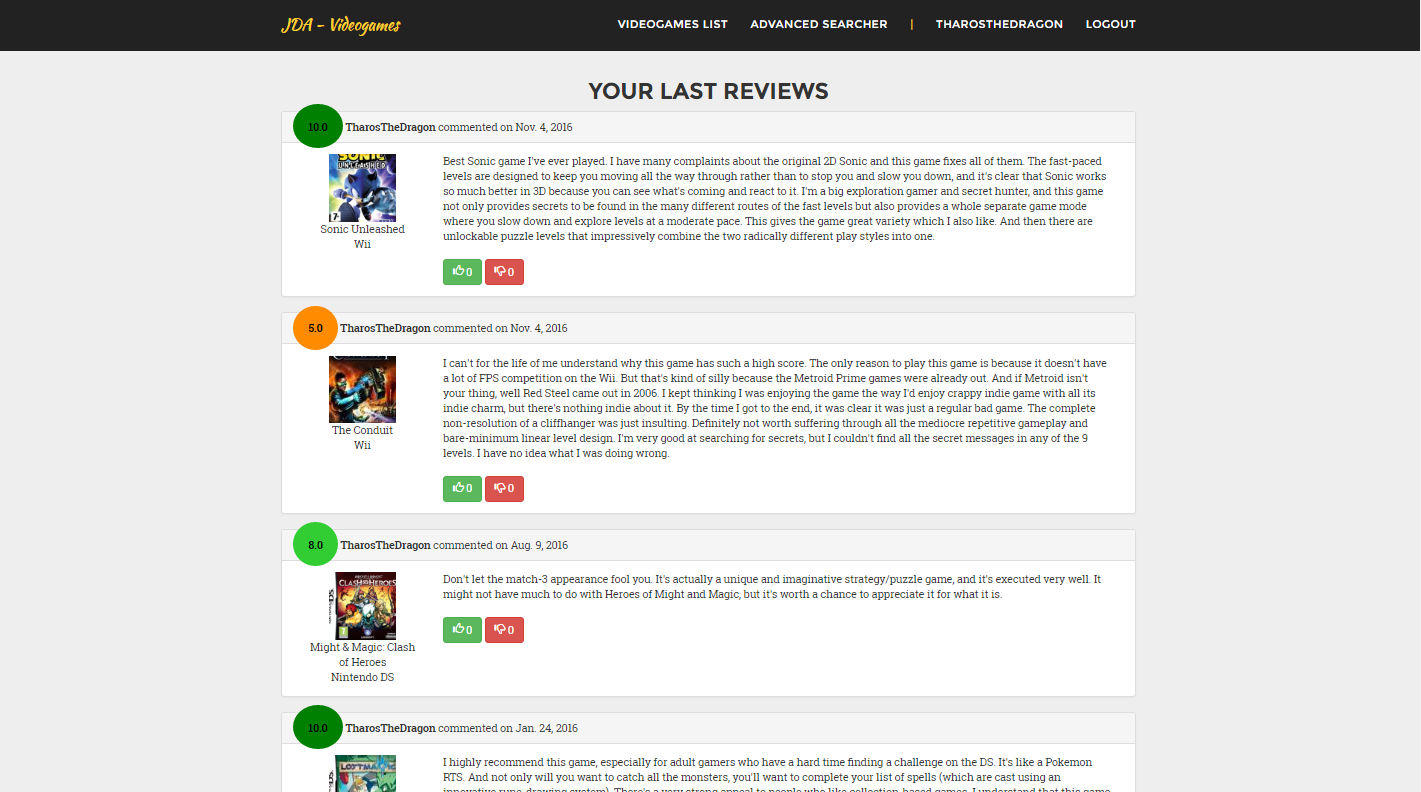 JDA - Videogames
VIDEOGAMES LIST ADVANCED SEARCHER | THAROSTHEDRAGON LOGOUT
YOUR LAST REVIEWS
10.0 TharosTheDragon commented on Nov. 4, 2016
SONIC
UNLEASHED
Sonic Unleashed
Wii
Best Sonic game I've ever played. I have many complaints about the original 2D Sonic and this game fixes all of them. The fast-paced
levels are designed to keep you moving all the way through rather than to stop you and slow you down, and it's clear that Sonic works
so much better in 3D because you can see what's coming and react to it. I'm a big exploration gamer and secret hunter, and this game
not only provides secrets to be found in the many different routes of the fast levels but also provides a whole separate game mode
where you slow down and explore levels at a moderate pace. This gives the game great variety which I also like. And then there are
unlockable puzzle levels that impressively combine the two radically different play styles into one.
0 0
5.0 TharosTheDragon commented on Nov. 4, 2016
The Conduit
Wii
I can't for the life of me understand why this game has such a high score. The only reason to play this game is because it doesn't have
a lot of FPS competition on the Wii. But that's kind of silly because the Metroid Prime games were already out. And if Metroid isn't
your thing, well Red Steel came out in 2006. I kept thinking I was enjoying the game the way I'd enjoy crappy indie game with all its
indie charm, but there's nothing indie about it. By the time I got to the end, it was clear it was just a regular bad game. The complete
non-resolution of a cliffhanger was just insulting. Definitely not worth suffering through all the mediocre repetitive gameplay and
bare-minimum linear level design. I'm very good at searching for secrets, but I couldn't find all the secret messages in any of the 9
levels. I have no idea what I was doing wrong.
0 0
8.0 TharosTheDragon commented on Aug. 9, 2016
CLASH OF HEROES
Might & Magic: Clash
of Heroes
Nintendo DS
Don't let the match-3 appearance fool you. It's actually a unique and imaginative strategy/puzzle game, and it's executed very well. It
might not have much to do with Heroes of Might and Magic, but it's worth a chance to appreciate it for what it is.
0 0
10.0 TharosTheDragon commented on Jan. 24, 2016
LOSTMAGIC
I highly recommend this game, especially for adult gamers who have a hard time finding a challenge on the DS. It's like a Pokemon
RTS. And not only will you want to catch all the monsters, you'll want to complete your list of spells (which are cast using an
innovative rune-drawing system). There's a very strong appeal to people who like collection-based games. I understand that this game